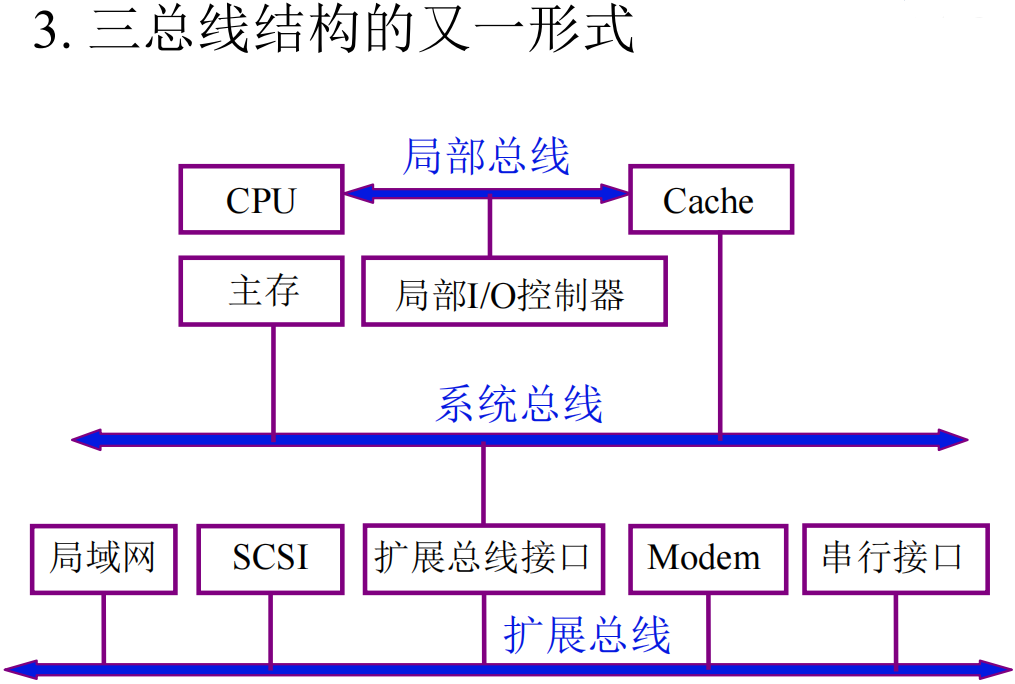 3. 三总线结构的又一形式
局部总线
CPU
Cache
主存
局部I/O控制器
系统总线
局域网
SCSI
扩展总线接口
Modem
串行接口
扩展总线